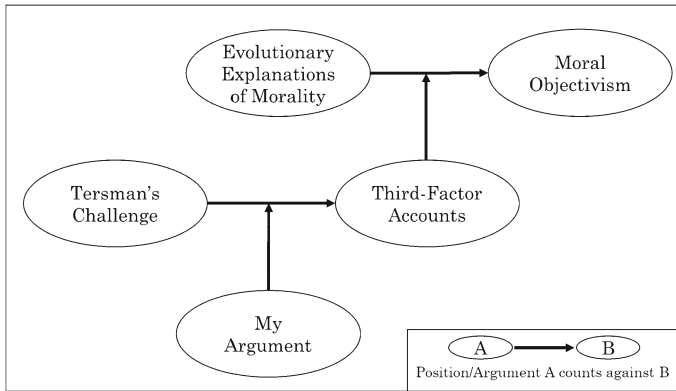 Evolutionary
Explanations
of Morality
Moral
Objectivism
Tersman's
Challenge
Third-Factor
Accounts
My
Argument
A
B
Position/Argument A counts against B